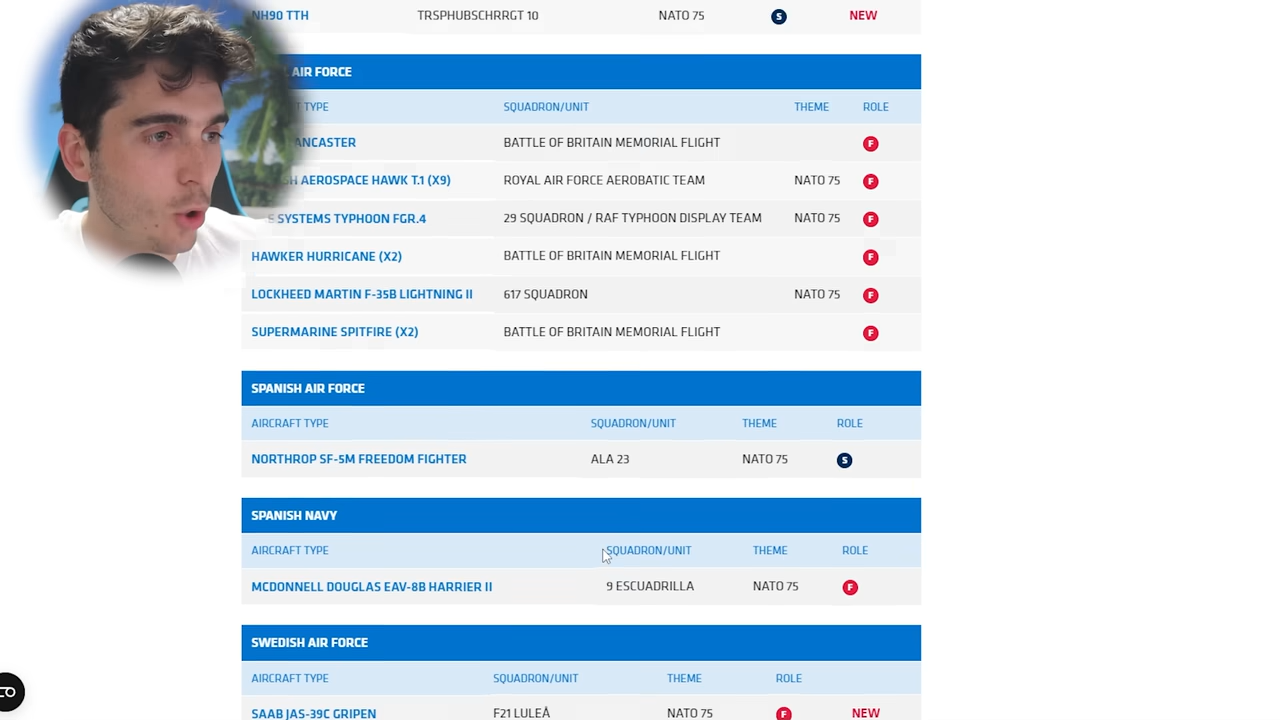 NH90 TTH TRSPHUBSCHRRGT 10 NATO 75 S NEW
AIR FORCE
TYPE SQUADRON/UNIT THEME ROLE
LANCASTER BATTLE OF BRITAIN MEMORIAL FLIGHT F
AEROSPACE HAWK T.1 (X9) ROYAL AIR FORCE AEROBATIC TEAM NATO 75 F
SYSTEMS TYPHOON FGR.4 29 SQUADRON / RAF TYPHOON DISPLAY TEAM NATO 75 F
HAWKER HURRICANE (X2) BATTLE OF BRITAIN MEMORIAL FLIGHT F
LOCKHEED MARTIN F-35B LIGHTNING II 617 SQUADRON NATO 75 F
SUPERMARINE SPITFIRE (X2) BATTLE OF BRITAIN MEMORIAL FLIGHT F
SPANISH AIR FORCE
AIRCRAFT TYPE SQUADRON/UNIT THEME ROLE
NORTHROP SF-5M FREEDOM FIGHTER ALA 23 NATO 75 S
SPANISH NAVY
AIRCRAFT TYPE SQUADRON/UNIT THEME ROLE
MCDONNELL DOUGLAS EAV-8B HARRIER II 9 ESCUADRILLA NATO 75 F
SWEDISH AIR FORCE
AIRCRAFT TYPE SQUADRON/UNIT THEME ROLE
SAAB JAS-39C GRIPEN F21 LULEÅ NATO 75 F NEW